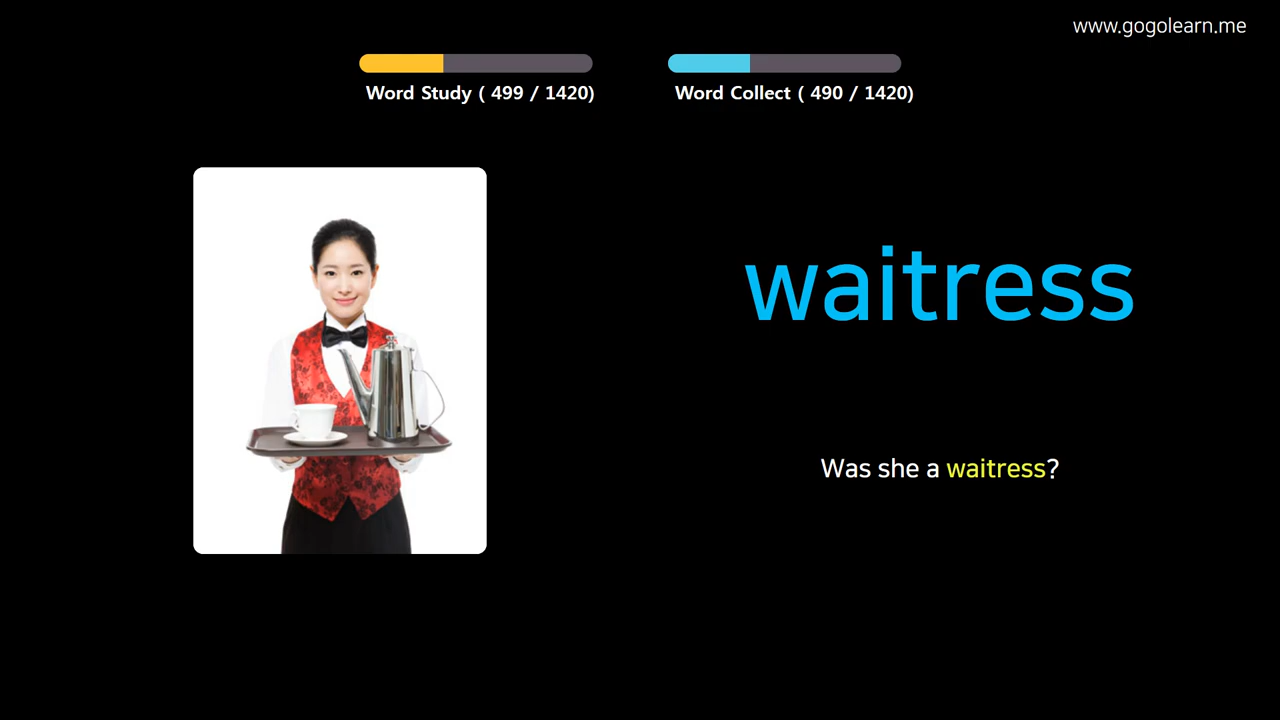 www.gogolearn.me
Word Study ( 499 / 1420)
Word Collect ( 490 / 1420)
waitress
Was she a waitress?